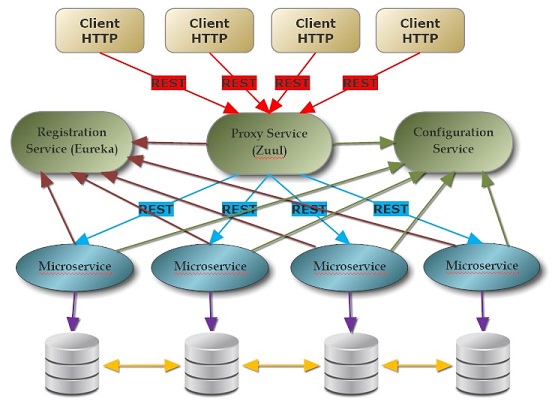 Client
HTTP
Client
HTTP
Client
HTTP
Client
HTTP
REST
REST
REST
REST
Registration
Service (Eureka)
Proxy Service
(Zuul)
Configuration
Service
REST
REST
REST
REST
Microservice
Microservice
Microservice
Microservice